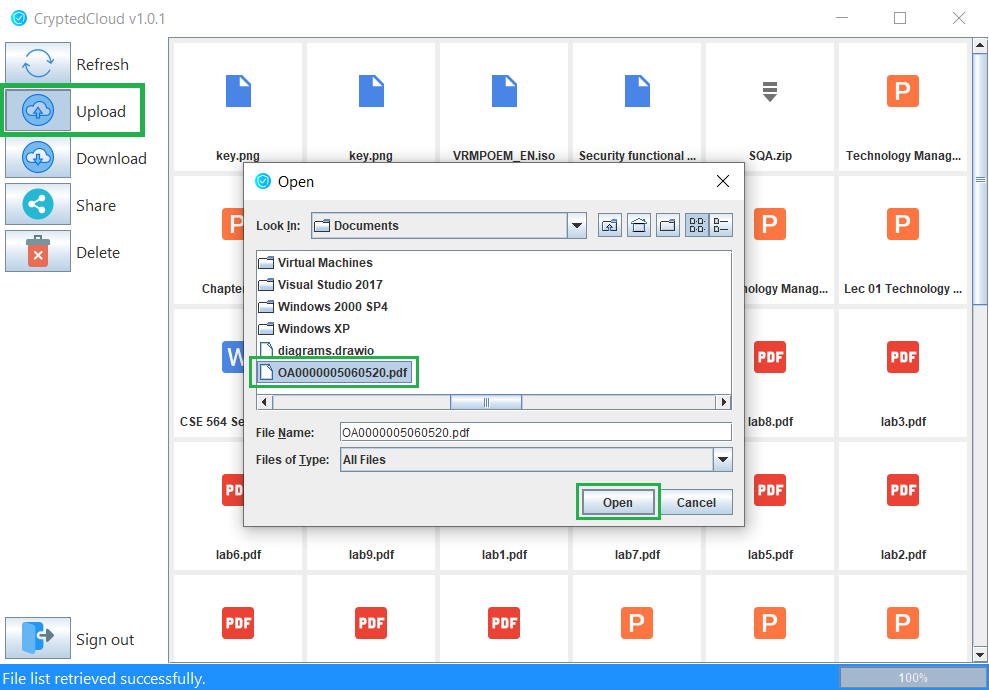 CryptedCloud v1.0.1
Refresh
Upload
Download
Share
Delete
Sign out
key.png
key.png
VRMPOEM_EN.iso
Security functional ...
SQA.zip
P
Technology Manag...
Open
Look In:
Documents
Virtual Machines
Visual Studio 2017
Windows 2000 SP4
Windows XP
diagrams.drawio
OA0000005060520.pdf
File Name:
OA0000005060520.pdf
Files of Type:
All Files
Open
Cancel
P
P
P
Chapte
nology Manag...
Lec 01 Technology ...
W
PDF
PDF
CSE 564 Se
lab8.pdf
lab3.pdf
PD
PDF
PDF
lab6.pdf
lab9.pdf
lab1.pdf
lab7.pdf
lab5.pdf
lab2.pdf
PDF
PDF
PDF
P
P
P
File list retrieved successfully.
100%